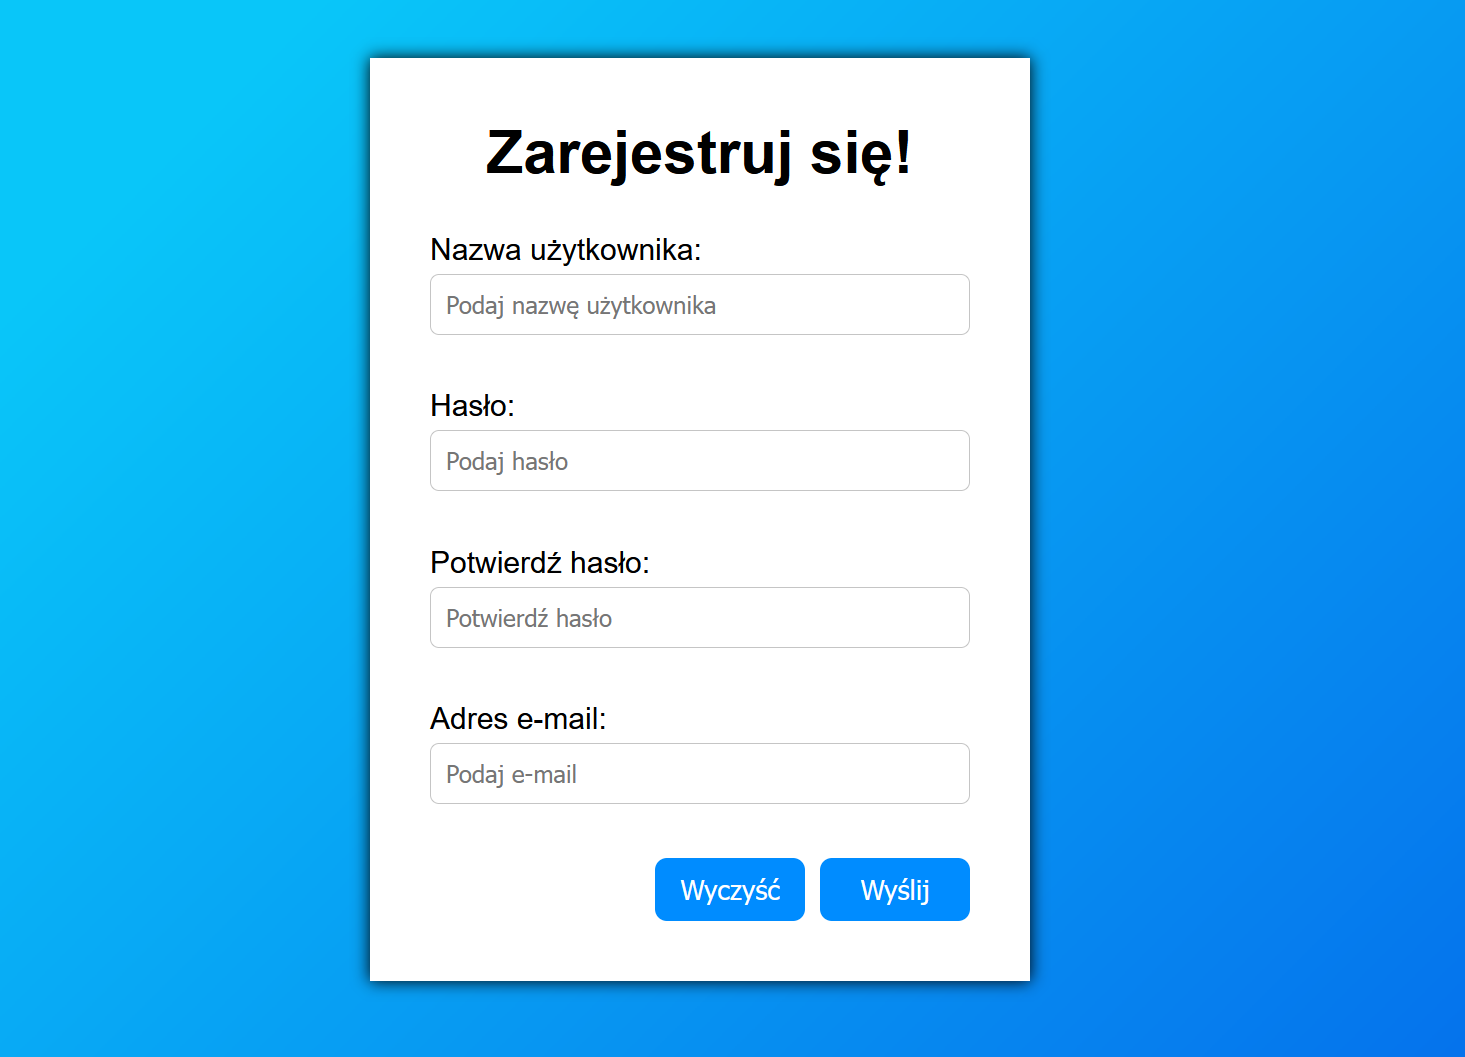 Zarejestruj się!
Nazwa użytkownika:
Podaj nazwę użytkownika
Hasło:
Podaj hasło
Potwierdź hasło:
Potwierdź hasło
Adres e-mail:
Podaj e-mail
Wyczyść Wyślij